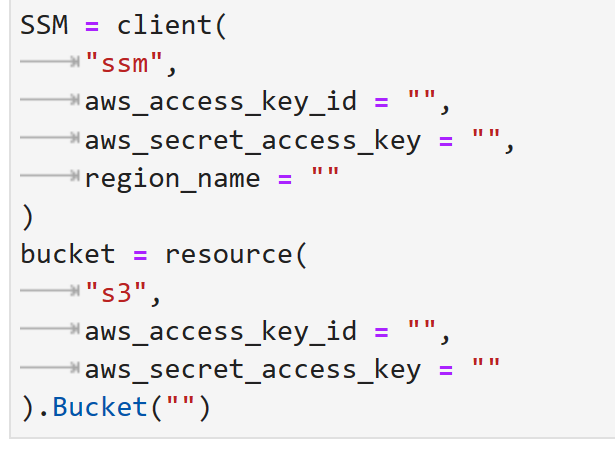 SSM = client(
	"ssm",
	aws_access_key_id = "",
	aws_secret_access_key = "",
	region_name = ""
)
bucket = resource(
	"s3",
	aws_access_key_id = "",
	aws_secret_access_key = ""
).Bucket("")